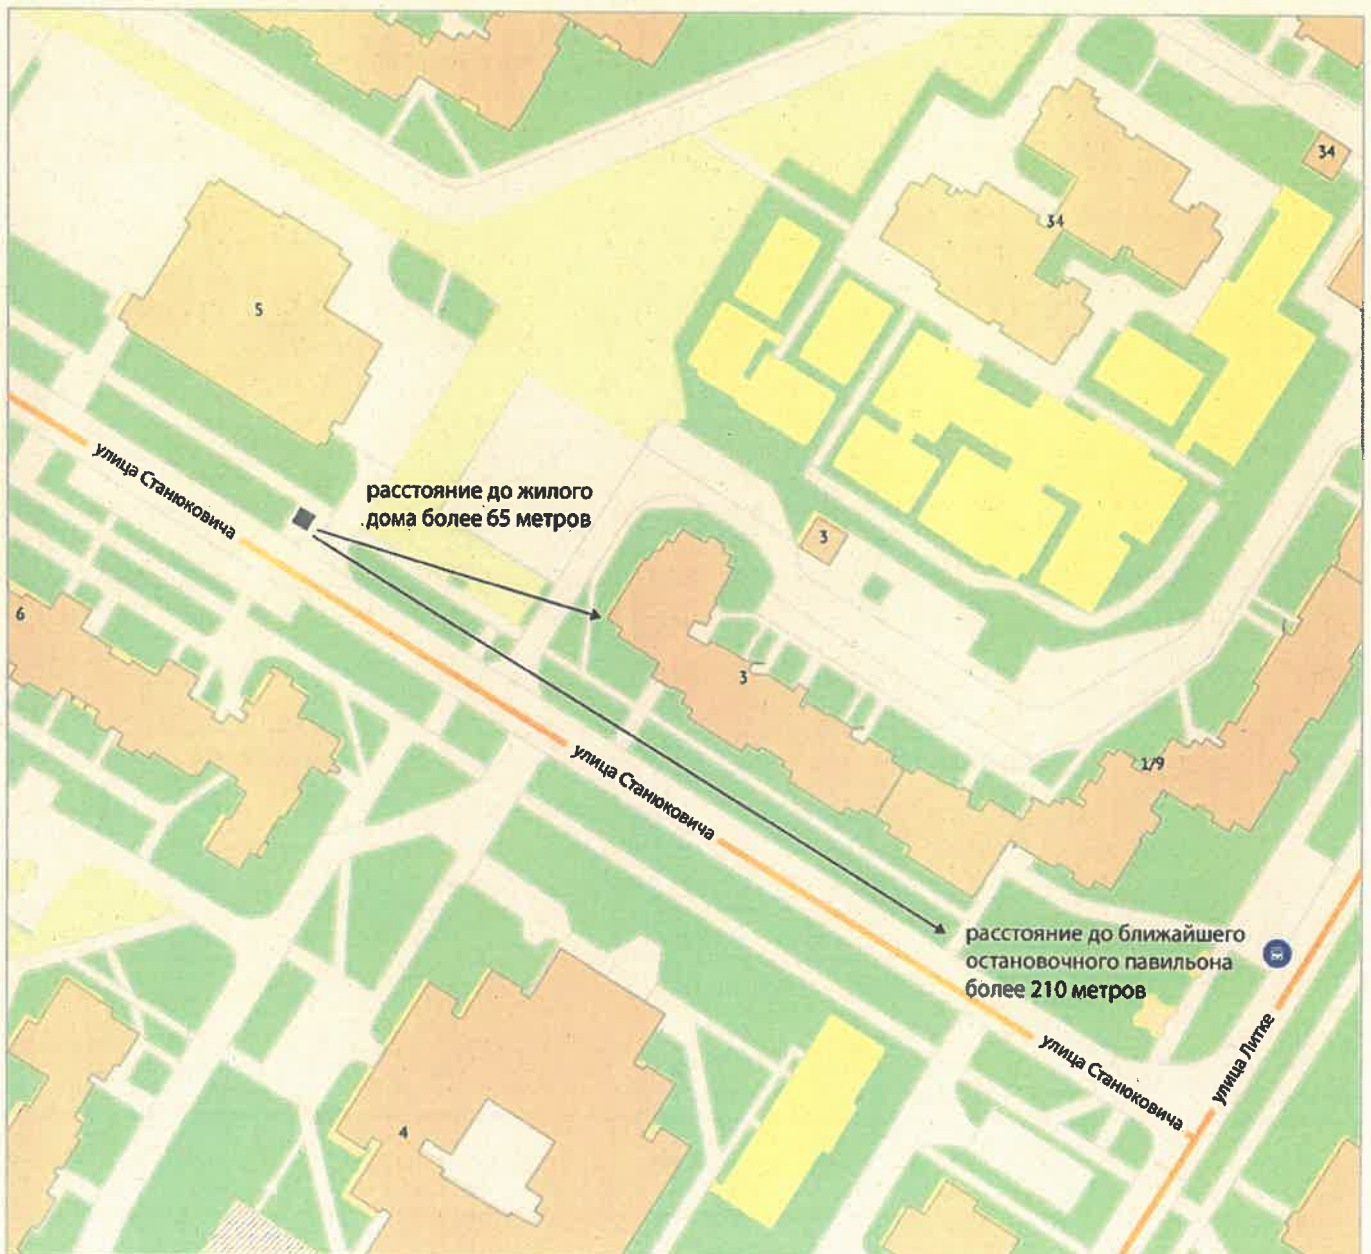 34
34
5
улица Станюковича
расстояние до жилого
дома более 65 метров
3
6
3
улица Станюковича
1/9
расстояние до ближайшего
остановочного павильона
более 210 метров
улица Станюковича
улица Литке
4